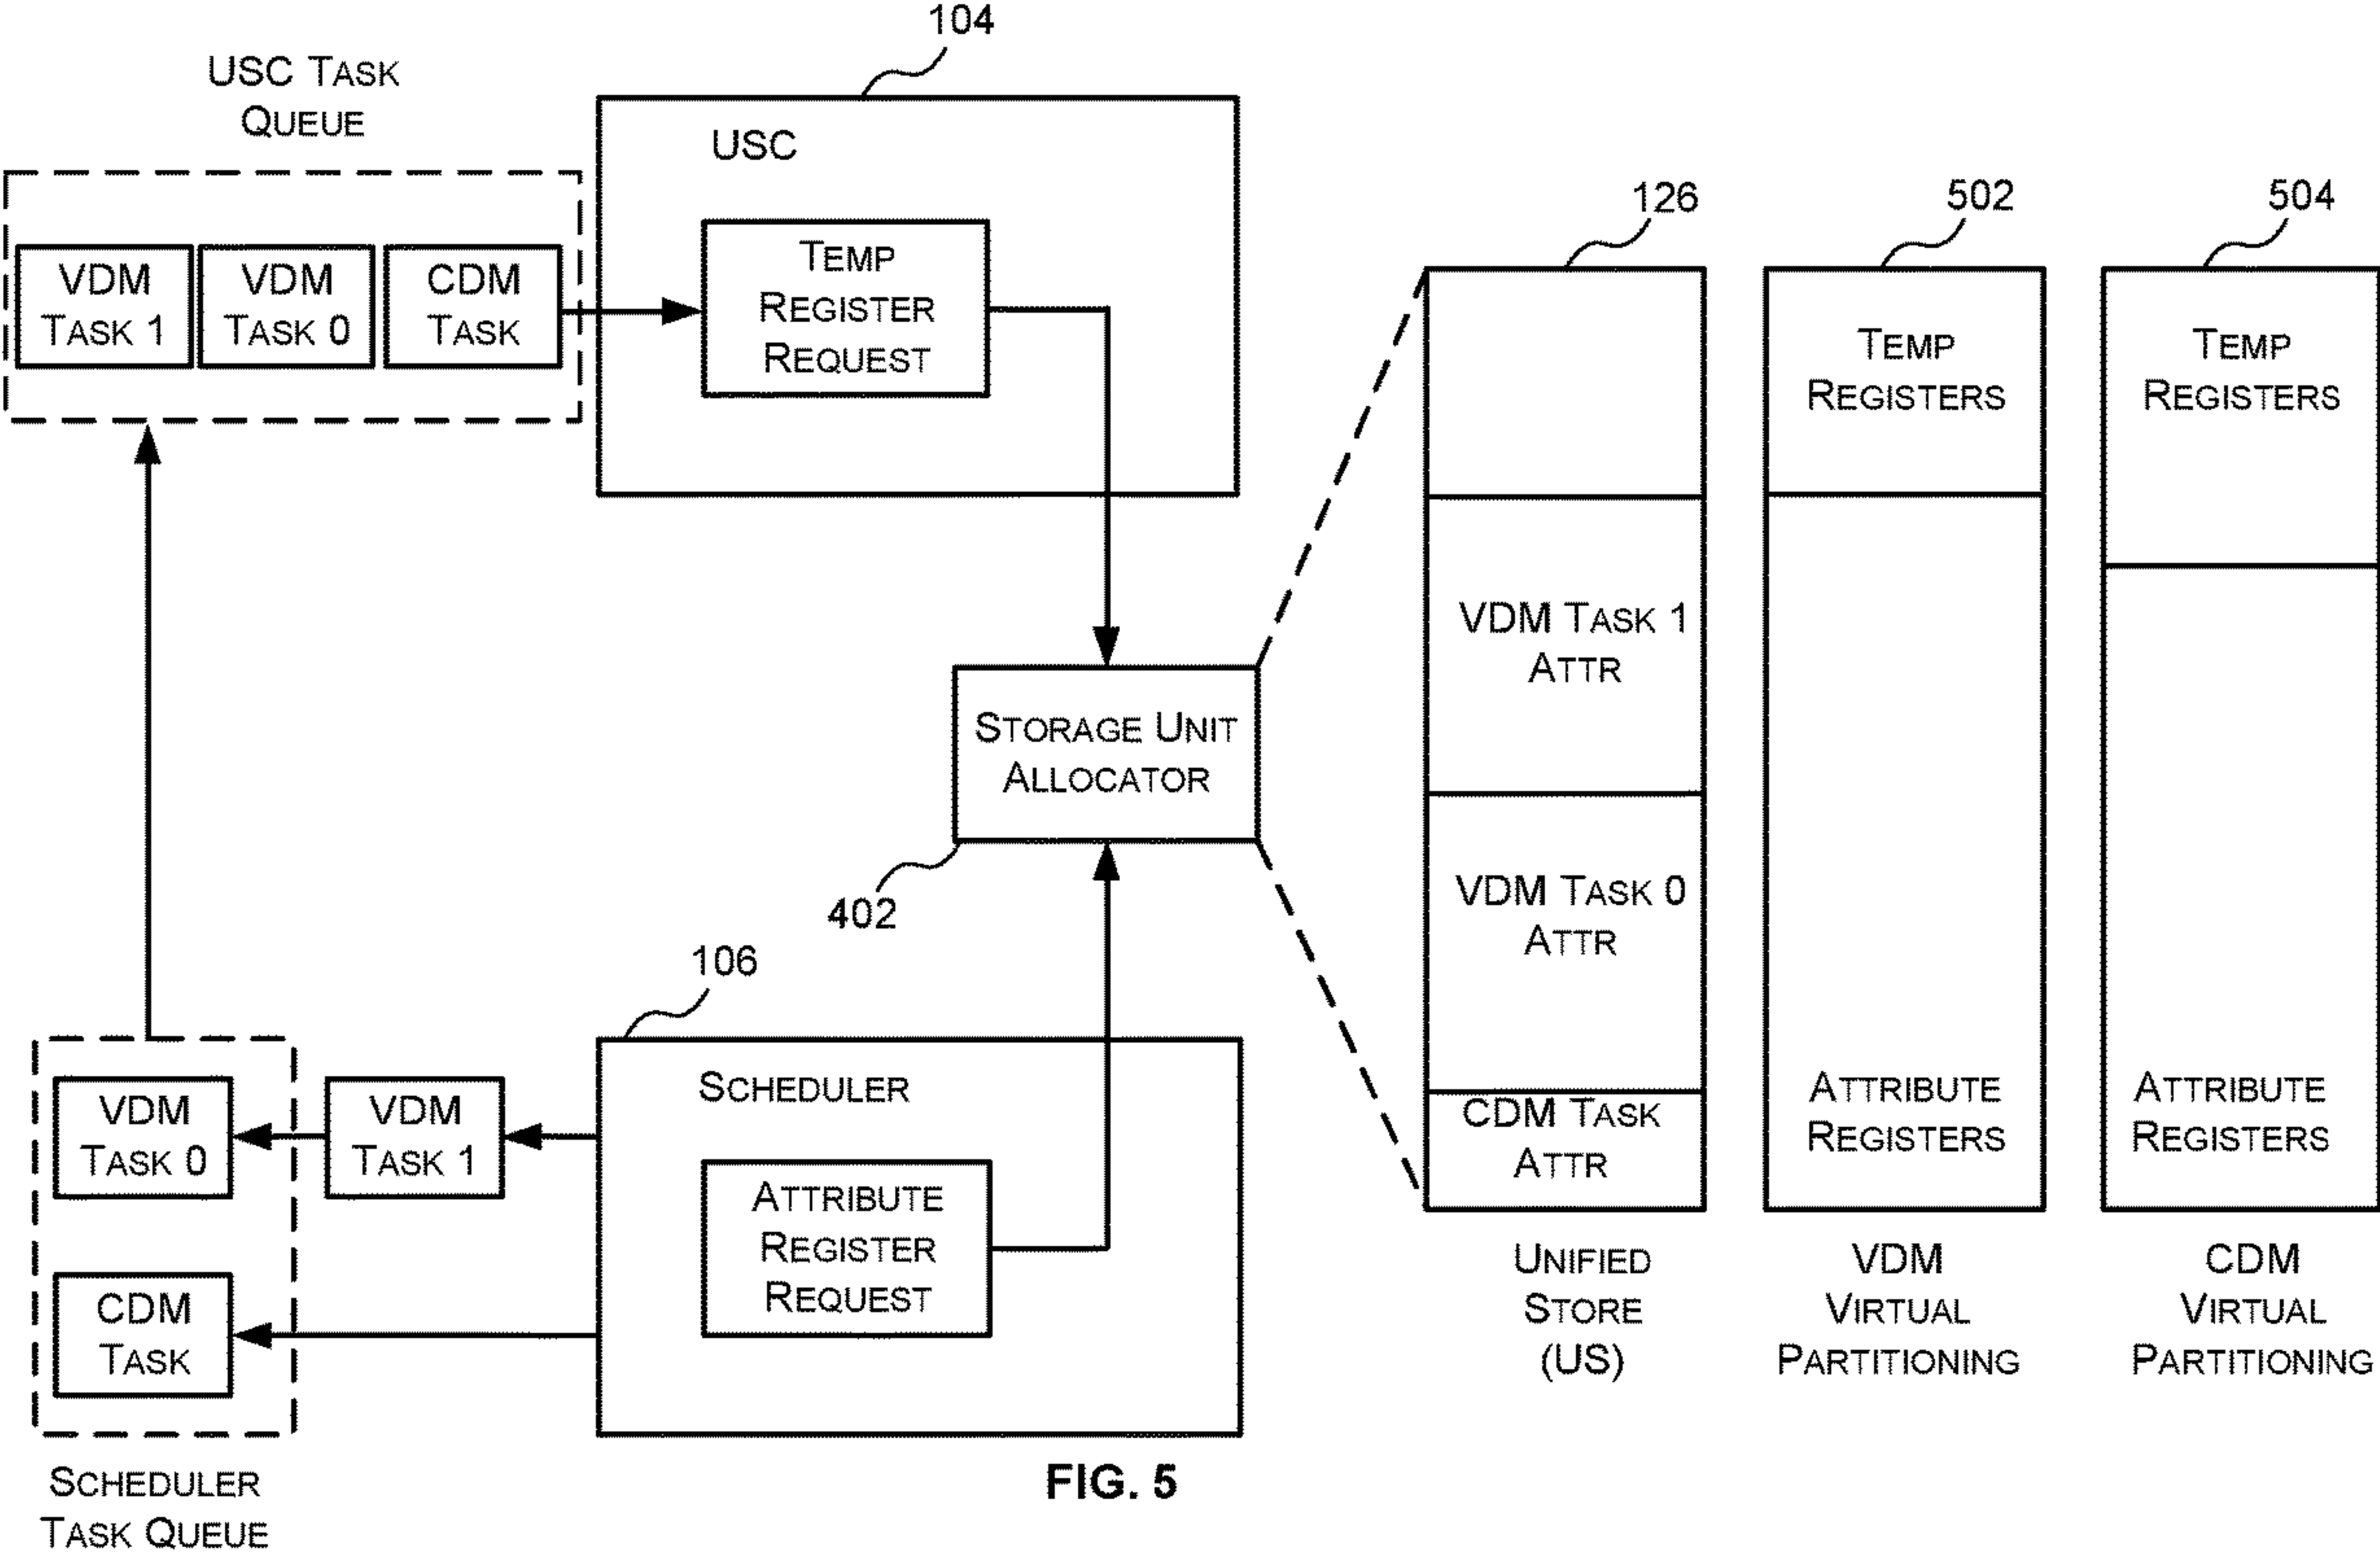 104
USC TASK
QUEUE
USC
VDM
TASK 1
VDM
TASK 0
CDM
TASK
TEMP
REGISTER
REQUEST
126
502
504
TEMP
REGISTERS
TEMP
REGISTERS
VDM TASK 1
ATTR
STORAGE UNIT
ALLOCATOR
402
VDM TASK 0
ATTR
CDM TASK
ATTR
ATTRIBUTE
REGISTERS
ATTRIBUTE
REGISTERS
UNIFIED
STORE
(US)
VDM
VIRTUAL
PARTITIONING
CDM
VIRTUAL
PARTITIONING
106
SCHEDULER
VDM
TASK 0
VDM
TASK 1
ATTRIBUTE
REGISTER
REQUEST
CDM
TASK
SCHEDULER
TASK QUEUE
FIG. 5